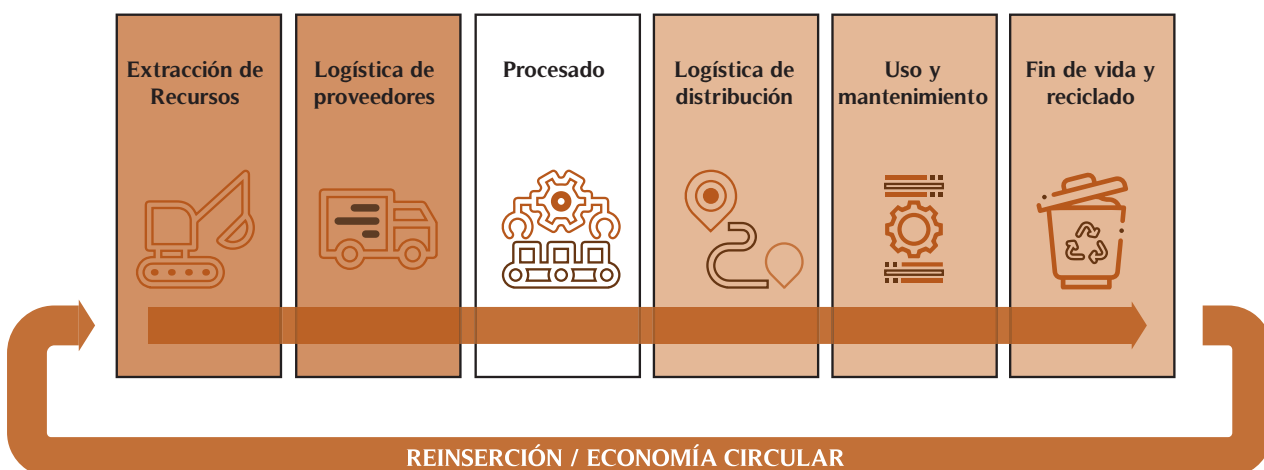 Extracción de
Recursos
Logística de
proveedores
Procesado
Logística de
distribución
Uso y
mantenimiento
Fin de vida y
reciclado
REINSERCIÓN / ECONOMÍA CIRCULAR